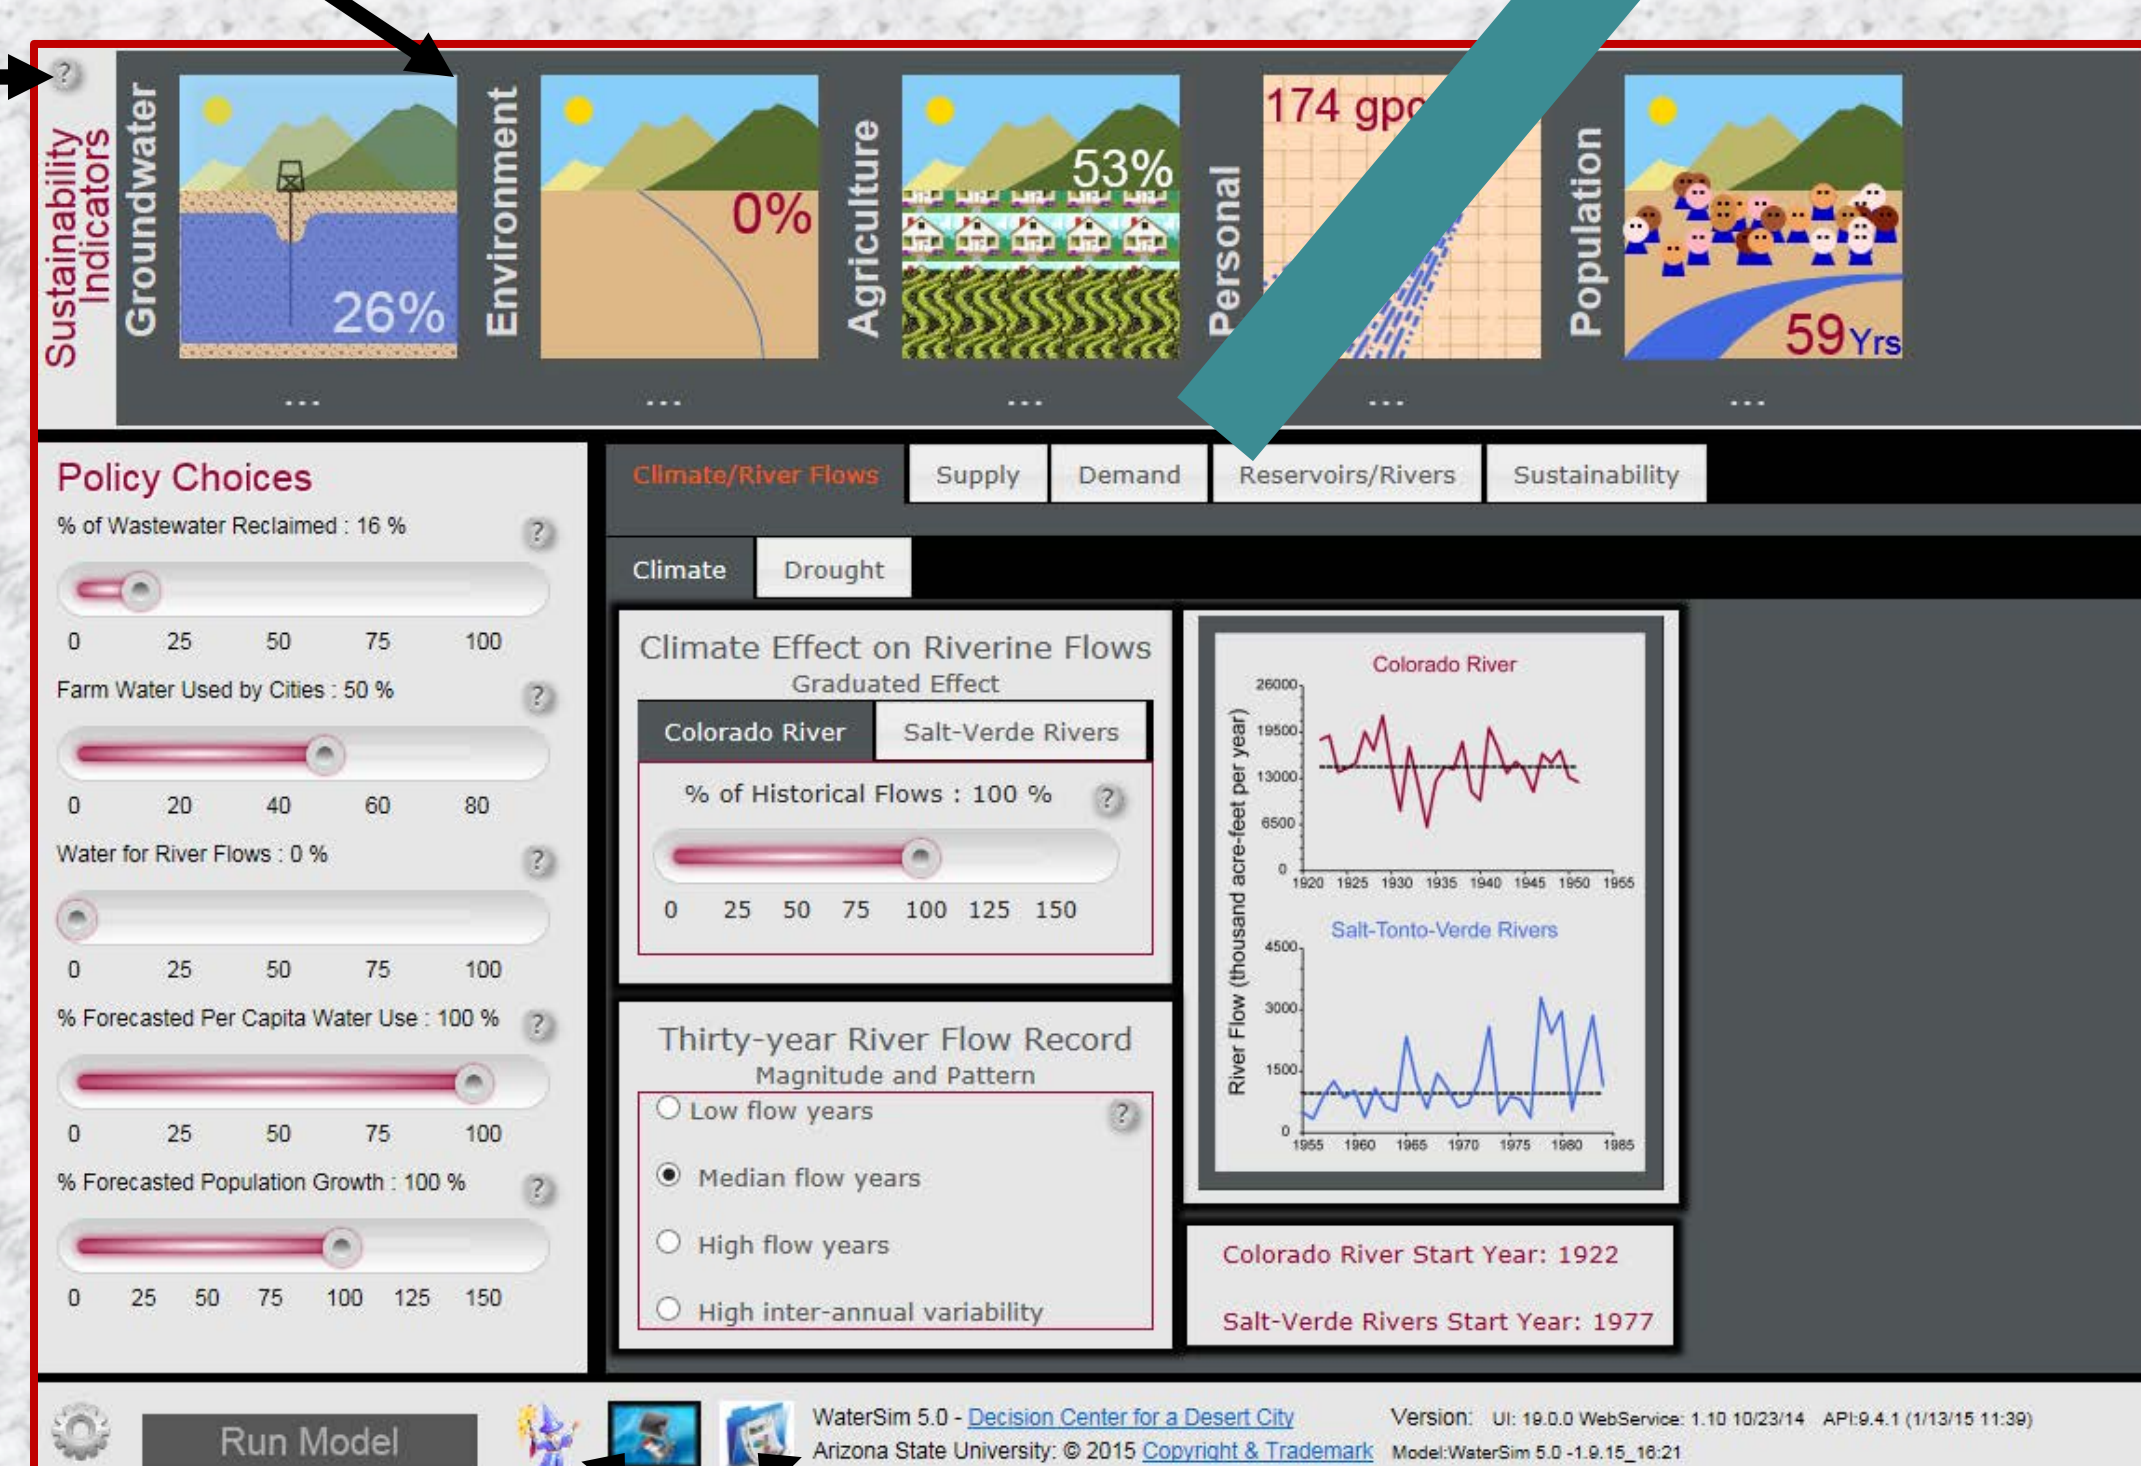 ?
Sustainability
Indicators
Groundwater
26%
...
Environment
0%
...
Agriculture
53%
...
Personal
174
...
Population
59 Yrs
...
Policy Choices
% of Wastewater Reclaimed : 16 %
?
0 25 50 75 100
Farm Water Used by Cities : 50 %
?
0 20 40 60 80
Water for River Flows : 0 %
?
0 25 50 75 100
% Forecasted Per Capita Water Use : 100 %
?
0 25 50 75 100
% Forecasted Population Growth : 100 %
?
0 25 50 75 100 125 150
Climate/River Flows
Supply
Demand
Reservoirs/Rivers
Sustainability
Climate
Drought
Climate Effect on Riverine Flows
Graduated Effect
Colorado River
Salt-Verde Rivers
% of Historical Flows : 100 %
?
0 25 50 75 100 125 150
Thirty-year River Flow Record
Magnitude and Pattern
Low flow years
?
Median flow years
High flow years
High inter-annual variability
River Flow (thousand acre-feet per year)
Colorado River
26000
19500
13000
6500
0
1920 1925 1930 1935 1940 1945 1950 1955
Salt-Tonto-Verde Rivers
4500
3000
1500
0
1955 1960 1965 1970 1975 1980 1985
Colorado River Start Year: 1922
Salt-Verde Rivers Start Year: 1977
Run Model
WaterSim 5.0 - Decision Center for a Desert City
Arizona State University: © 2015 Copyright & Trademark
Version: UI: 19.0.0 WebService: 1.10 10/23/14 API:9.4.1 (1/13/15 11:39)
Model:WaterSim 5.0 -1.9.15_16:21